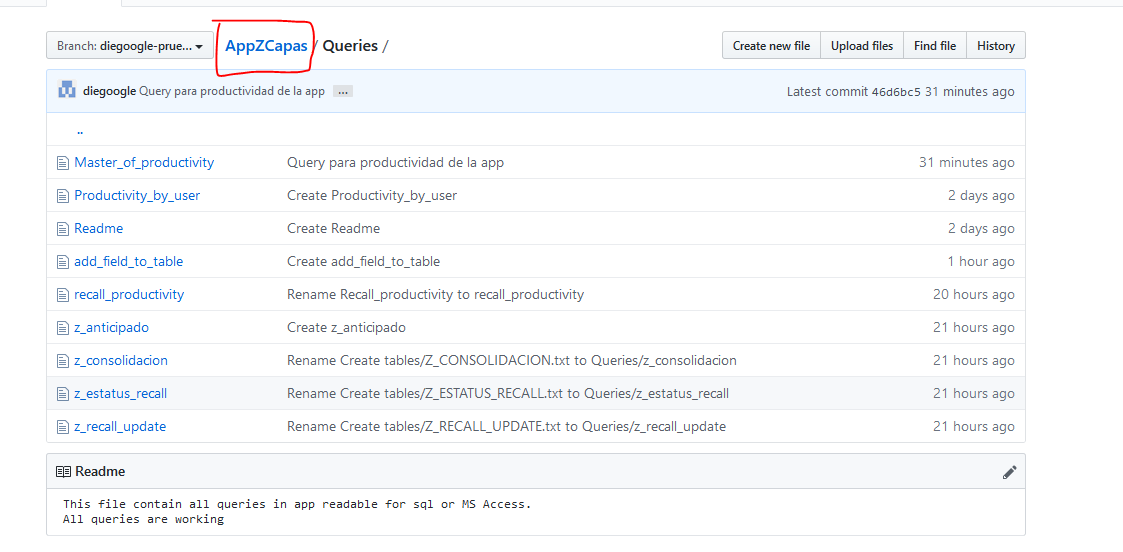 Branch: diegoogle-prue... AppZCapas / Queries / Create new file Upload files Find file History
diegoogle Query para productividad de la app ... Latest commit 46d6bc5 31 minutes ago
..
Master_of_productivity Query para productividad de la app 31 minutes ago
Productivity_by_user Create Productivity_by_user 2 days ago
Readme Create Readme 2 days ago
add_field_to_table Create add_field_to_table 1 hour ago
recall_productivity Rename Recall_productivity to recall_productivity 20 hours ago
z_anticipado Create z_anticipado 21 hours ago
z_consolidacion Rename Create tables/Z_CONSOLIDACION.txt to Queries/z_consolidacion 21 hours ago
z_estatus_recall Rename Create tables/Z_ESTATUS_RECALL.txt to Queries/z_estatus_recall 21 hours ago
z_recall_update Rename Create tables/Z_RECALL_UPDATE.txt to Queries/z_recall_update 21 hours ago
Readme
This file contain all queries in app readable for sql or MS Access.
All queries are working